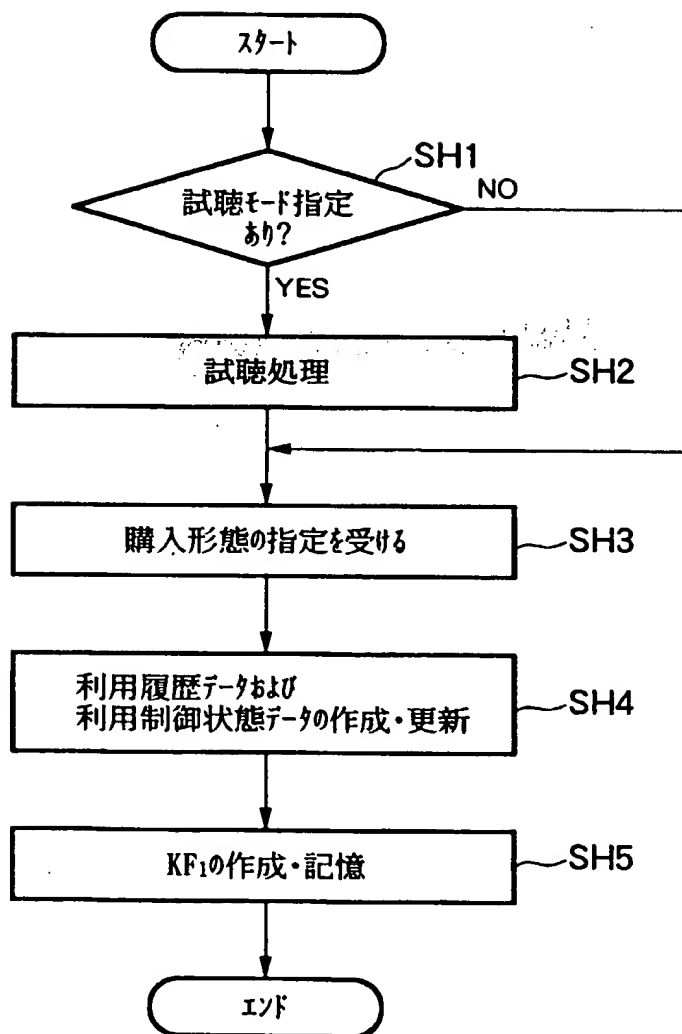 スタート
SH1
試聴モード指定
あり?
NO
YES
試聴処理
SH2
購入形態の指定を受ける
SH3
利用履歴データおよび
利用制御状態データの作成・更新
SH4
KF₁の作成・記憶
SH5
エンド